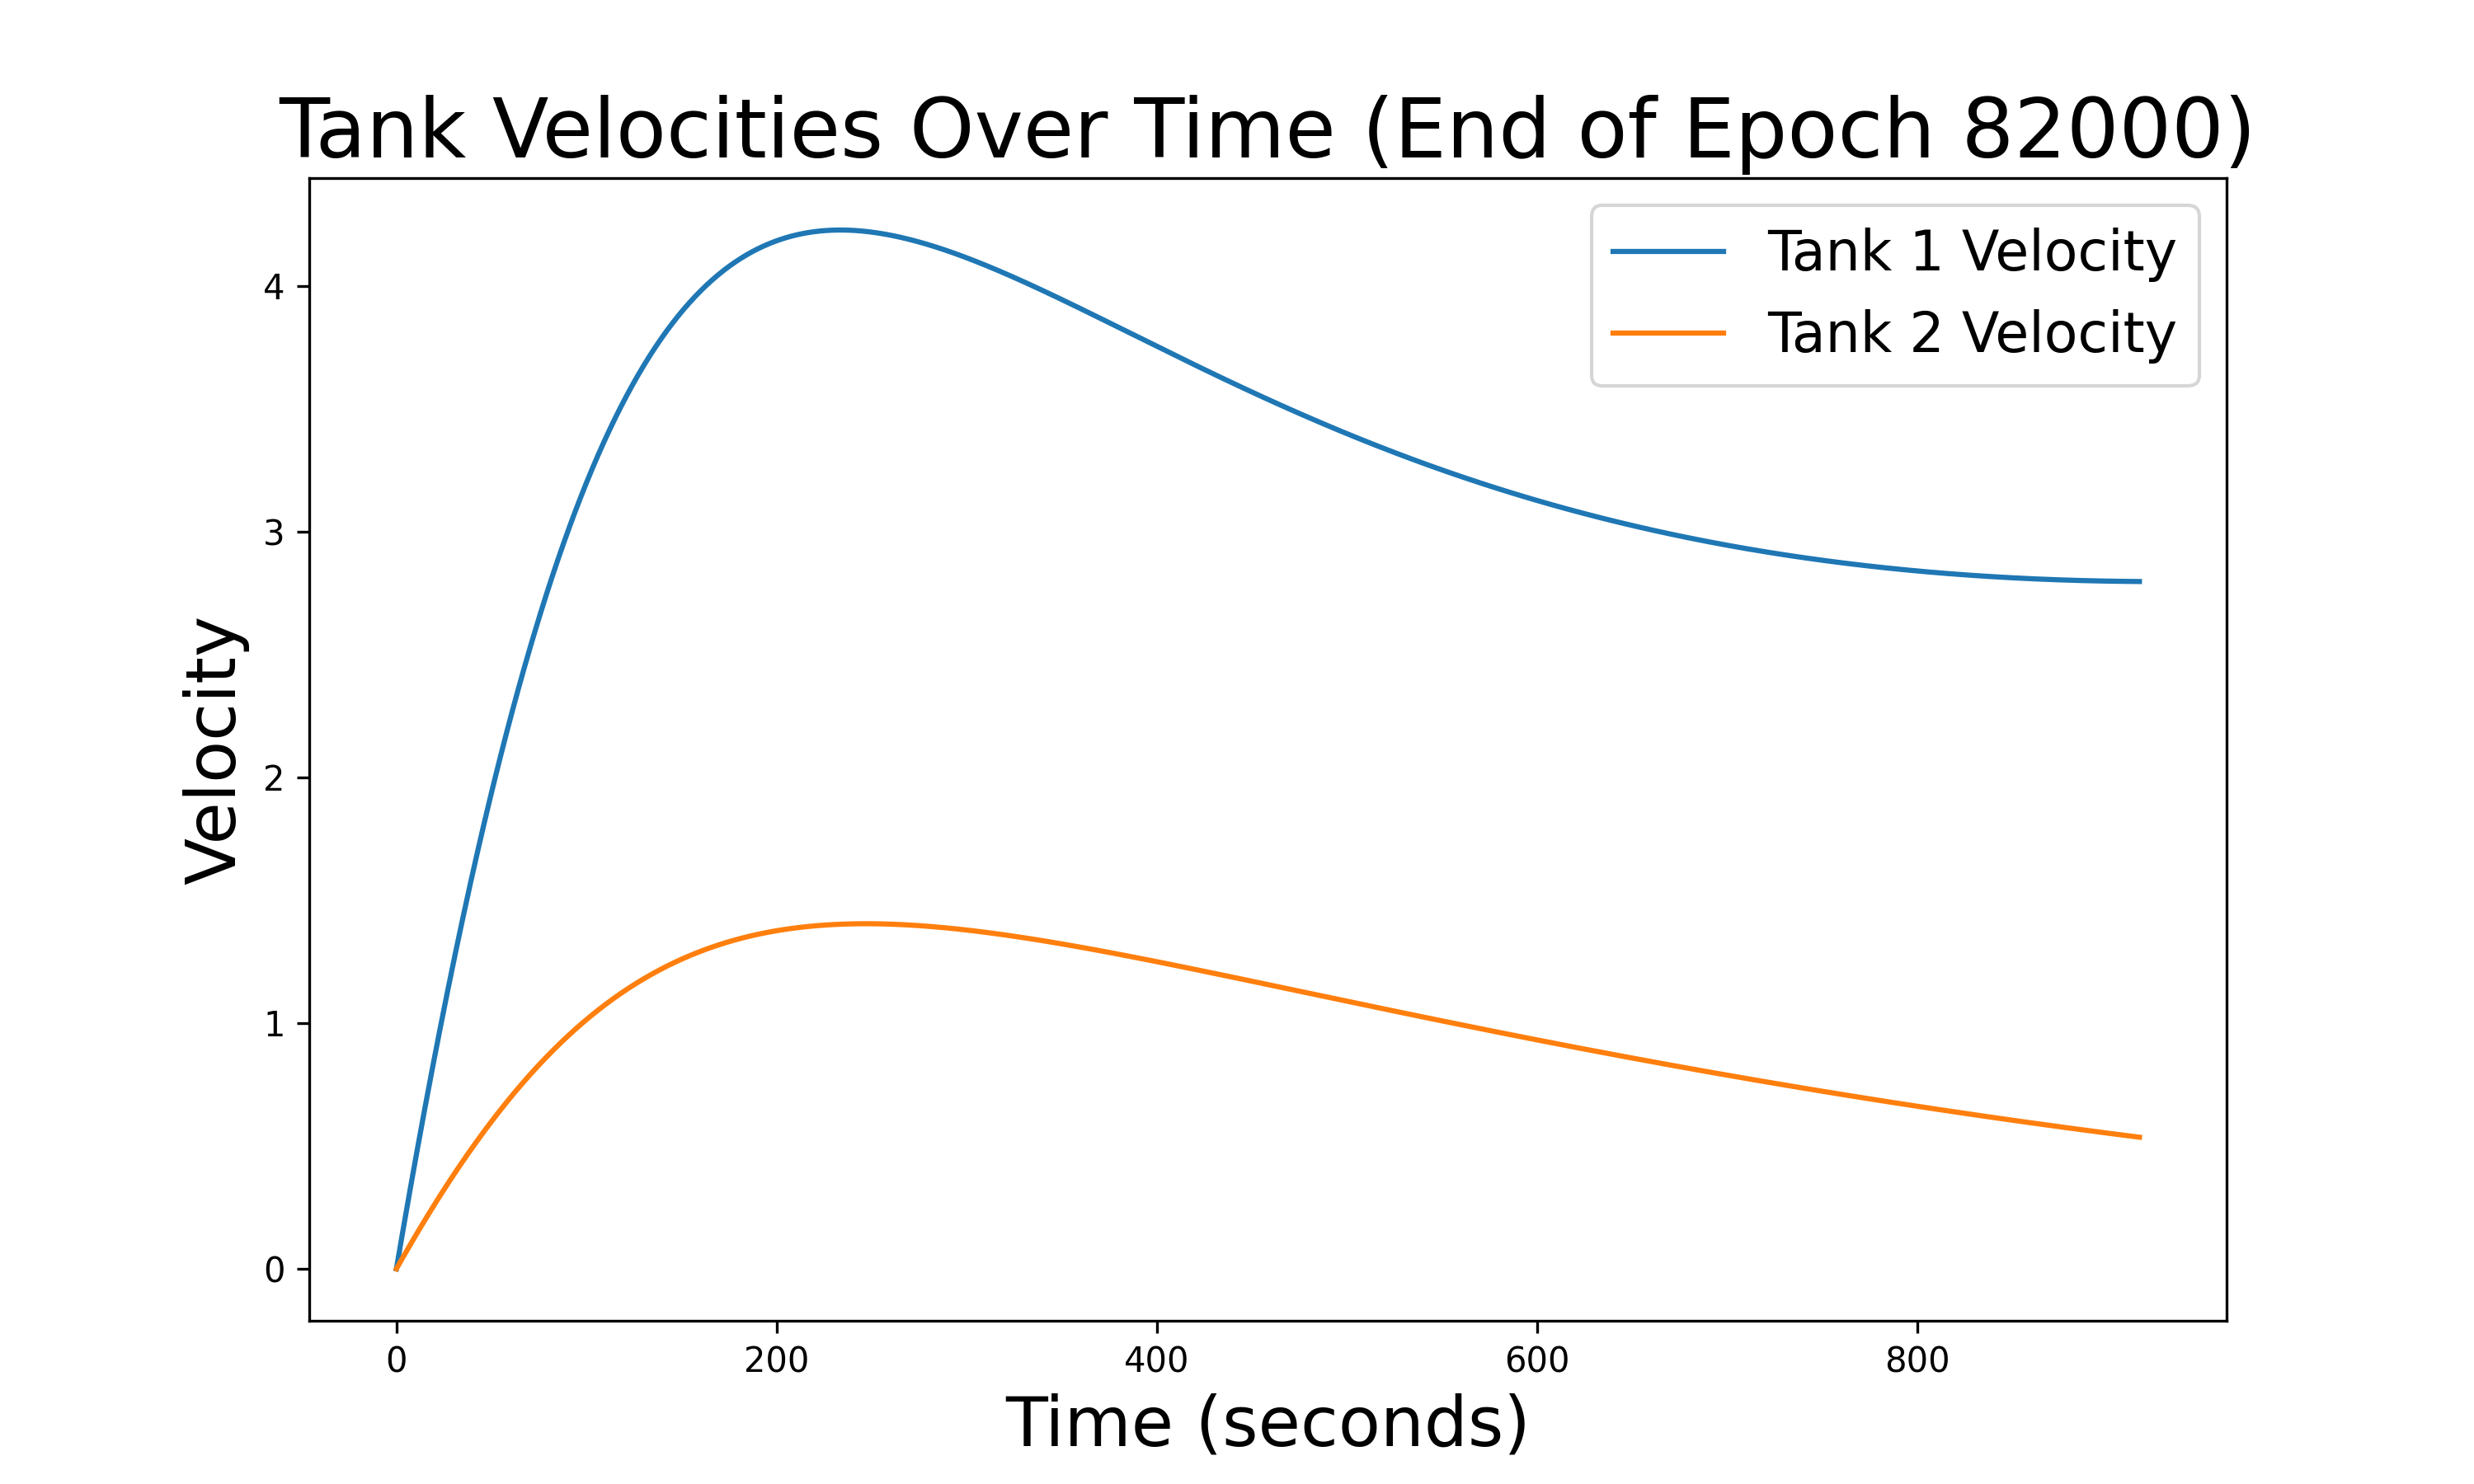 Tank Velocities Over Time (End of Epoch 82000)
Tank 1 Velocity
Tank 2 Velocity
Velocity
4
3
2
1
0
0 200 400 600 800
Time (seconds)